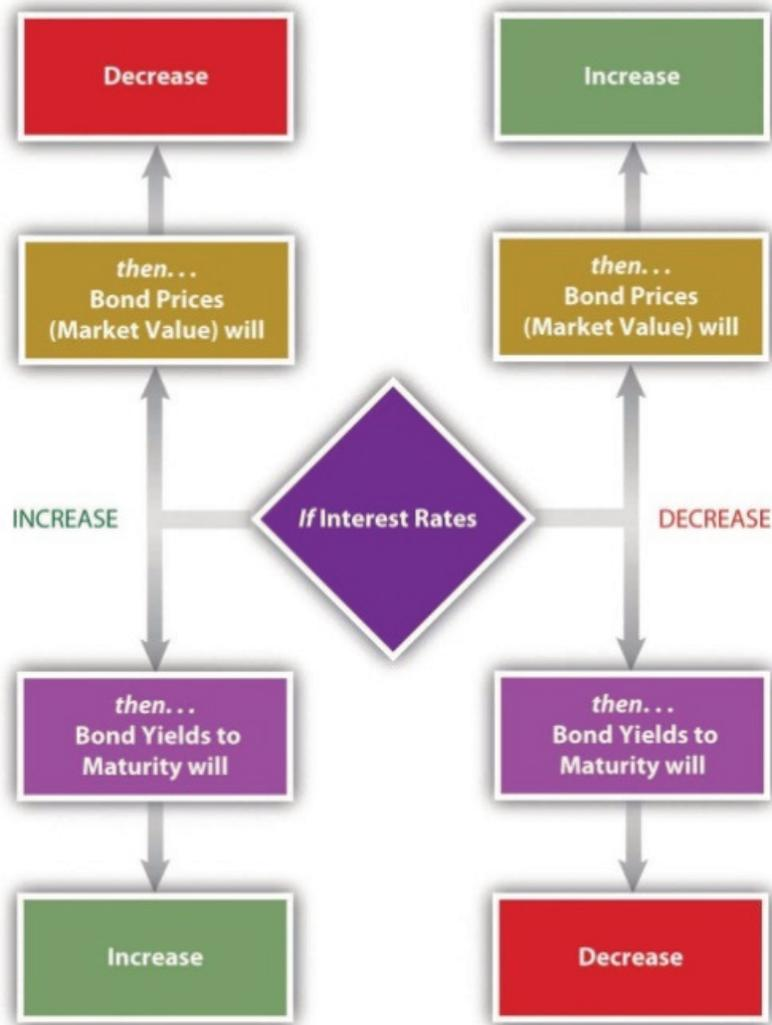 Decrease
Increase
then...
Bond Prices
(Market Value) will
then...
Bond Prices
(Market Value) will
INCREASE
If Interest Rates
DECREASE
then...
Bond Yields to
Maturity will
then...
Bond Yields to
Maturity will
Increase
Decrease